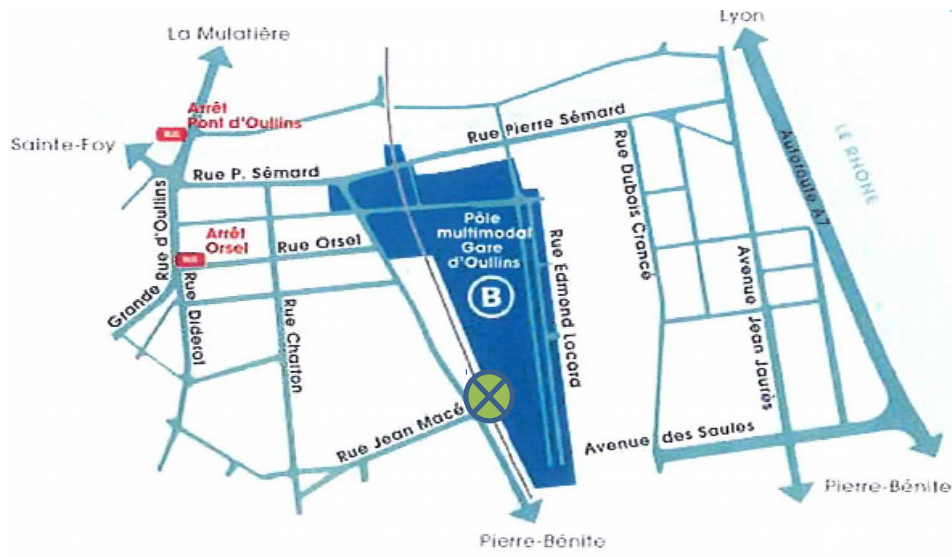 Lyon
La Mulatière
Arrêt
Pont d'Oullins
BUS
Sainte-Foy
Rue Pierre Sémard
Rue P. Sémard
Autoroute A7
LE RHÔNE
Rue Dubois Crancé
Grande Rue d'Oullins
Arrêt
Orsel
BUS
Rue Orsel
Pôle
multimodal
Gare
d'Oullins
B
Rue Edmond Locard
Avenue Jean Jaurès
Rue Diderot
Rue Charton
Rue Jean Macé
Avenue des Saules
Pierre-Bénite
Pierre-Bénite